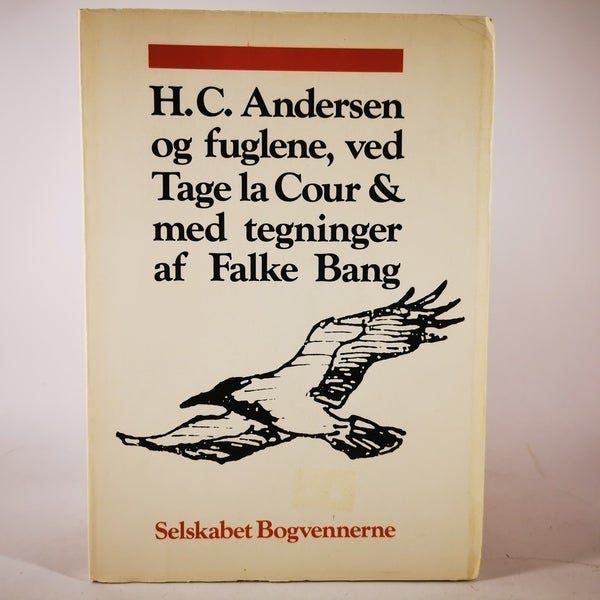 H.C. Andersen
og fuglene, ved
Tage la Cour &
med tegninger
af Falke Bang
Selskabet Bogvennerne